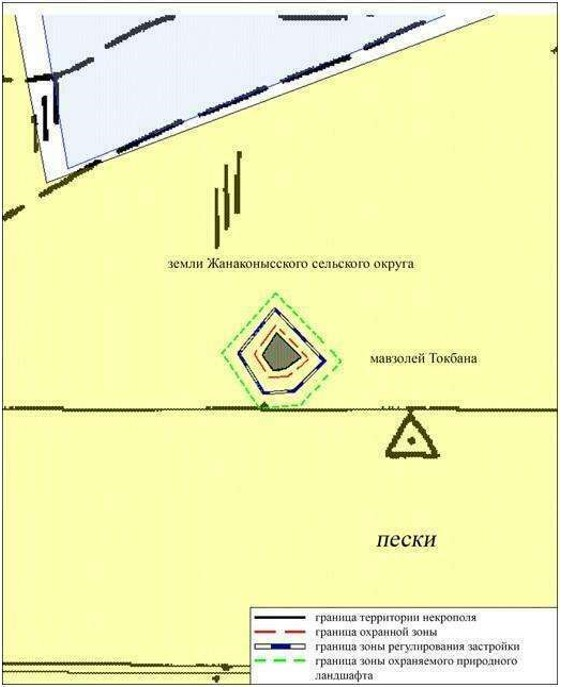 земли Жанаконысского сельского округа
мавзолей Токбана
пески
граница территории некрополя
граница охранной зоны
граница зоны регулирования застройки
граница зоны охраняемого природного
ландшафта